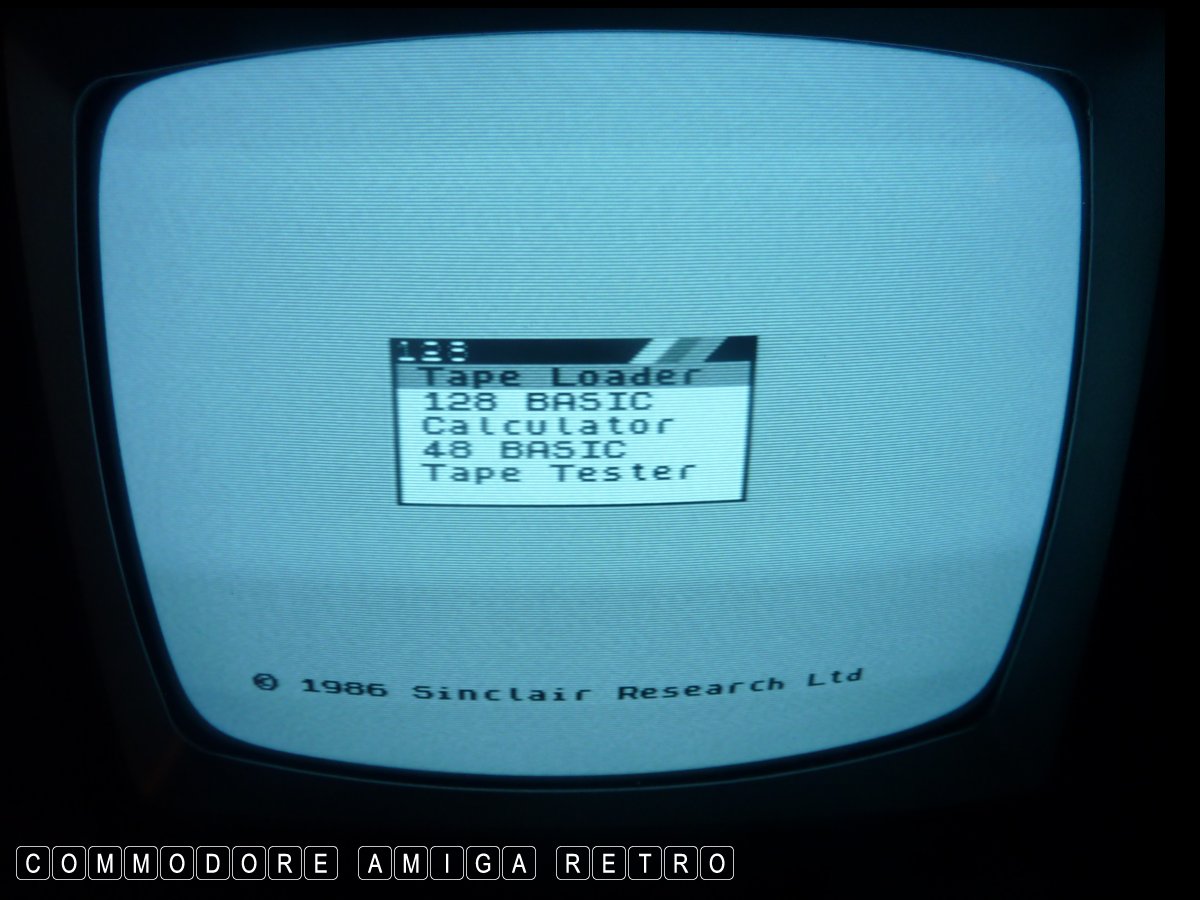 128
Tape Loader
128 BASIC
Calculator
48 BASIC
Tape Tester
© 1986 Sinclair Research Ltd
COMMODORE AMIGA RETRO